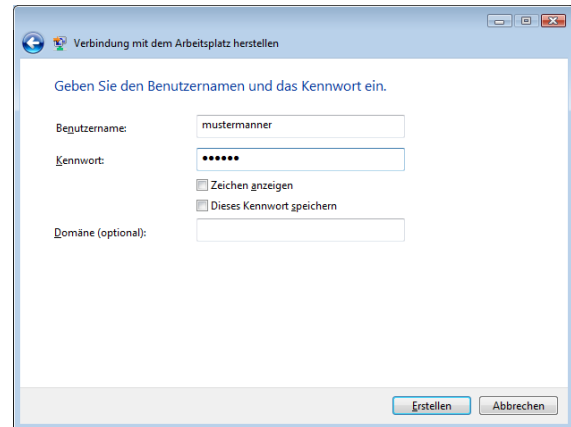 Verbindung mit dem Arbeitsplatz herstellen
Geben Sie den Benutzernamen und das Kennwort ein.
Benutzername: mustermanner
Kennwort: ••••••
Zeichen anzeigen
Dieses Kennwort speichern
Domäne (optional):
Erstellen Abbrechen